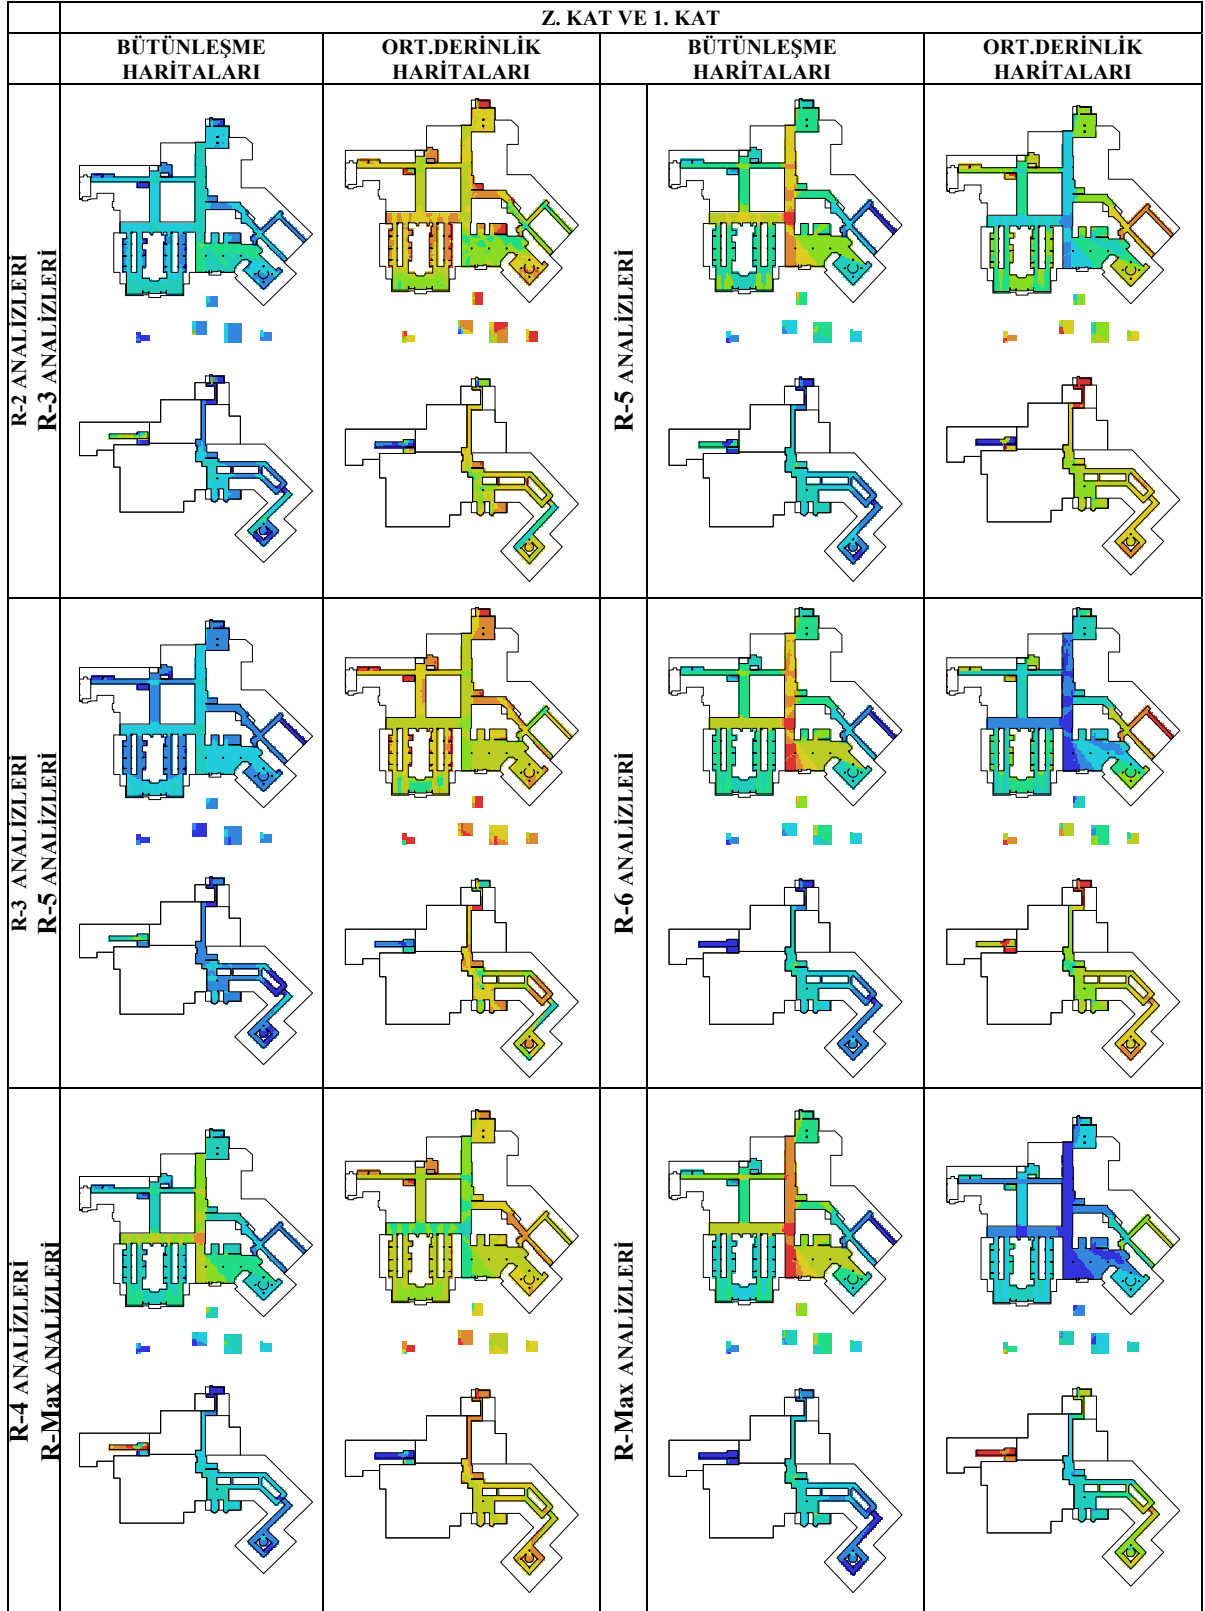 Z. KAT VE 1. KAT
BÜTÜNLEŞME
HARİTALARI
ORT.DERİNLİK
HARİTALARI
BÜTÜNLEŞME
HARİTALARI
ORT.DERİNLİK
HARİTALARI
R-2 ANALİZLERİ
R-3 ANALİZLERİ
R-5 ANALİZLERİ
R-3 ANALİZLERİ
R-5 ANALİZLERİ
R-6 ANALİZLERİ
R-4 ANALİZLERİ
R-Max ANALİZLERİ
R-Max ANALİZLERİ